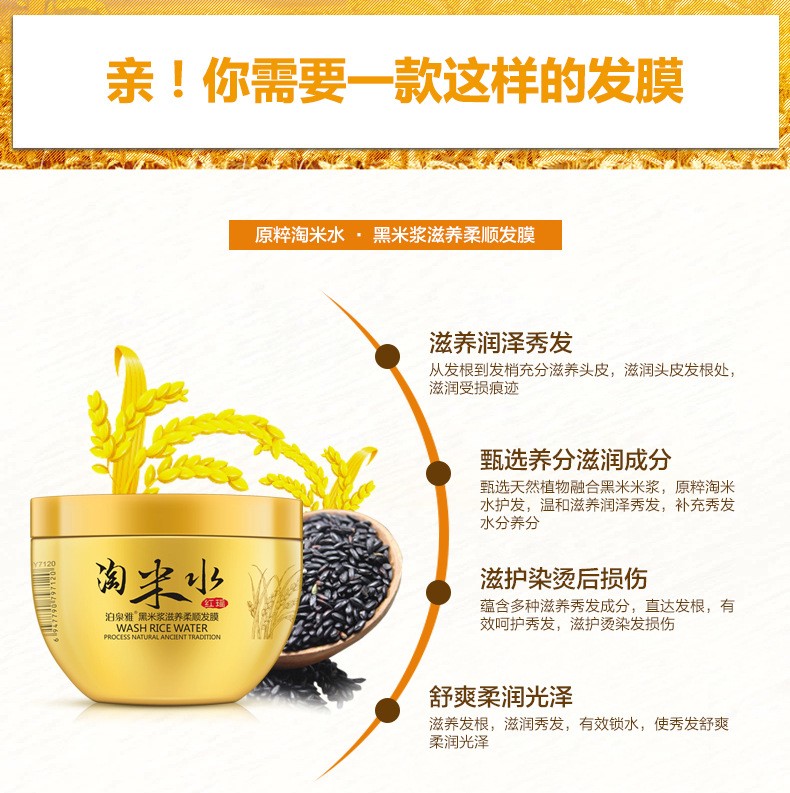 亲！你需要一款这样的发膜
原粹淘米水 · 黑米浆滋养柔顺发膜
滋养润泽秀发
从发根到发梢充分滋养头皮，滋润头皮发根处，
滋润受损痕迹
甄选养分滋润成分
甄选天然植物融合黑米米浆，原粹淘米
水护发，温和滋养润泽秀发，补充秀发
水分养分
滋护染烫后损伤
蕴含多种滋养秀发成分，直达发根，有
效呵护秀发，滋护烫染发损伤
舒爽柔润光泽
滋养发根，滋润秀发，有效锁水，使秀发舒爽
柔润光泽
Y7120
6 947790 797120
淘米水
泊泉雅® 黑米浆滋养柔顺发膜
WASH RICE WATER
PROCESS NATURAL ANCIENT TRADITION